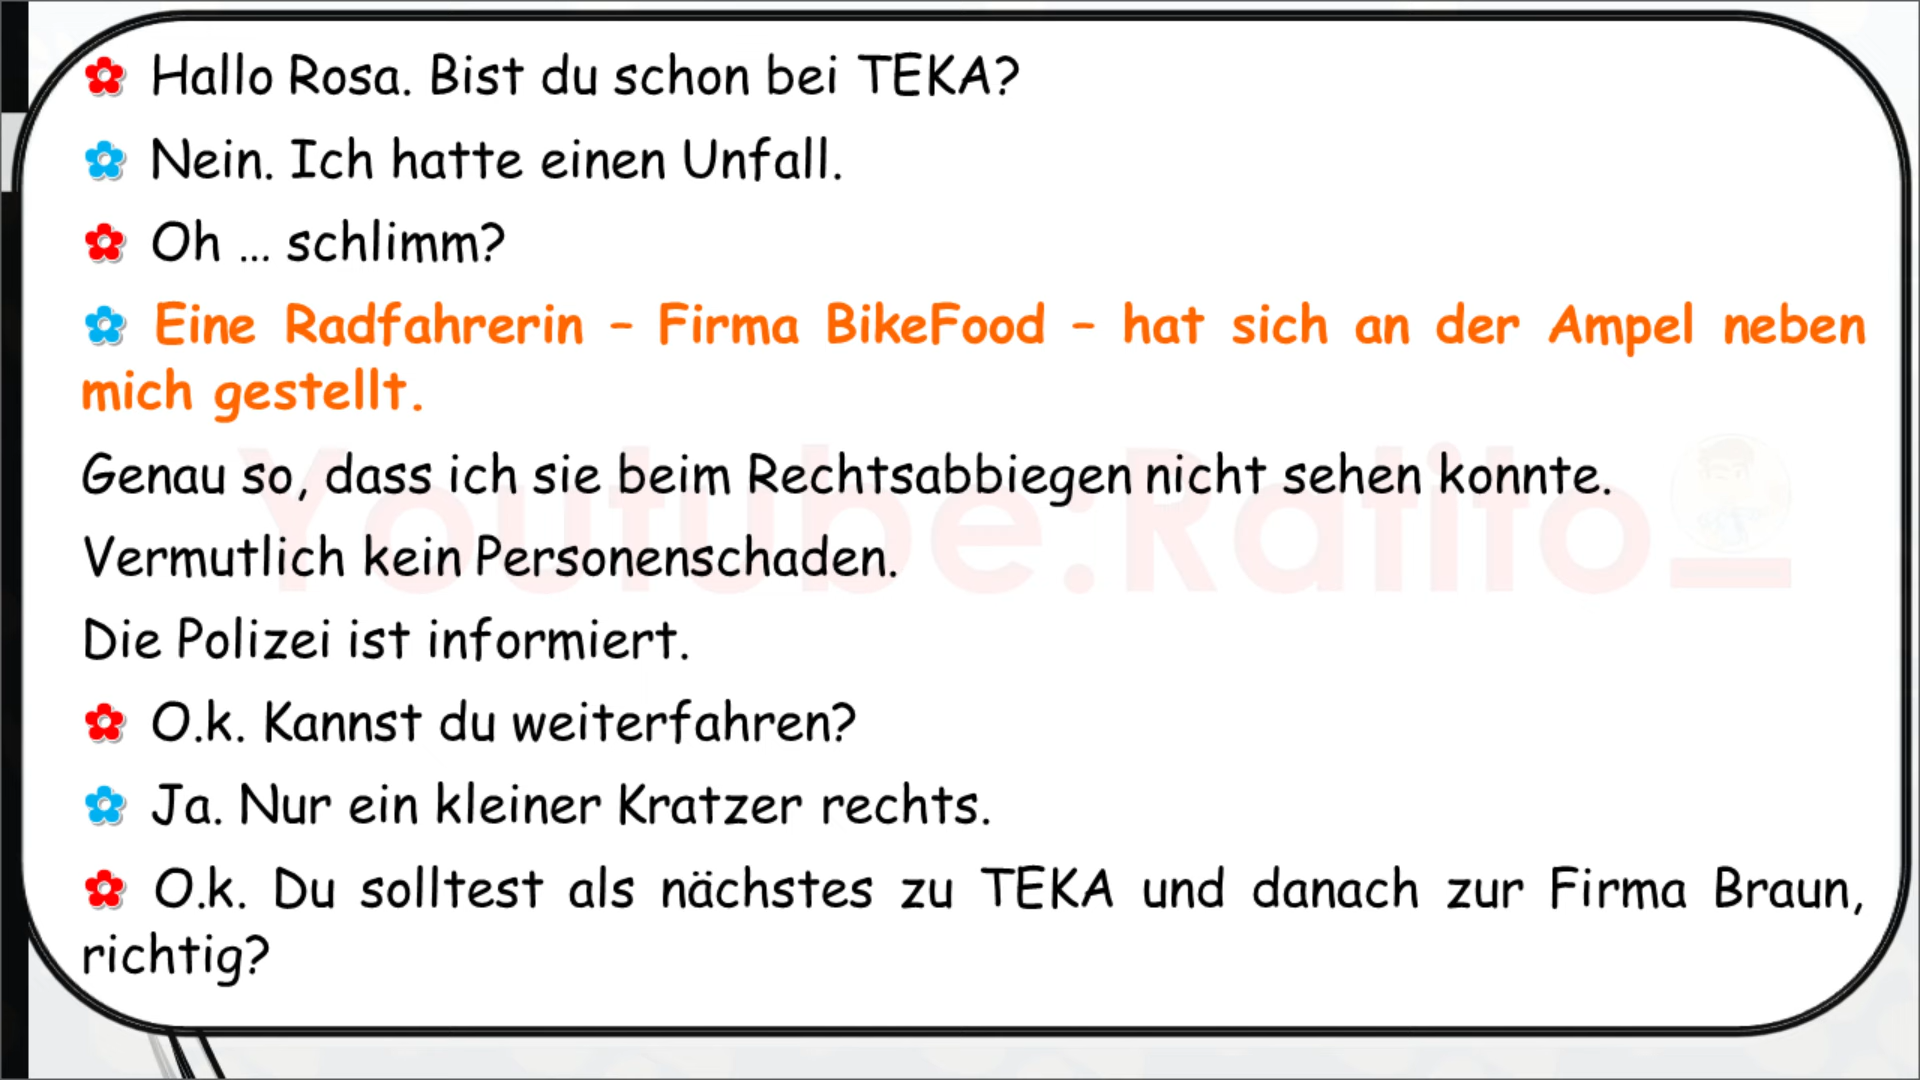 Hallo Rosa. Bist du schon bei TEKA?
Nein. Ich hatte einen Unfall.
Oh … schlimm?
Eine Radfahrerin – Firma BikeFood – hat sich an der Ampel neben
mich gestellt.
Genau so, dass ich sie beim Rechtsabbiegen nicht sehen konnte.
Youtube:Ratito
Vermutlich kein Personenschaden.
Die Polizei ist informiert.
O.k. Kannst du weiterfahren?
Ja. Nur ein kleiner Kratzer rechts.
O.k. Du solltest als nächstes zu TEKA und danach zur Firma Braun,
richtig?